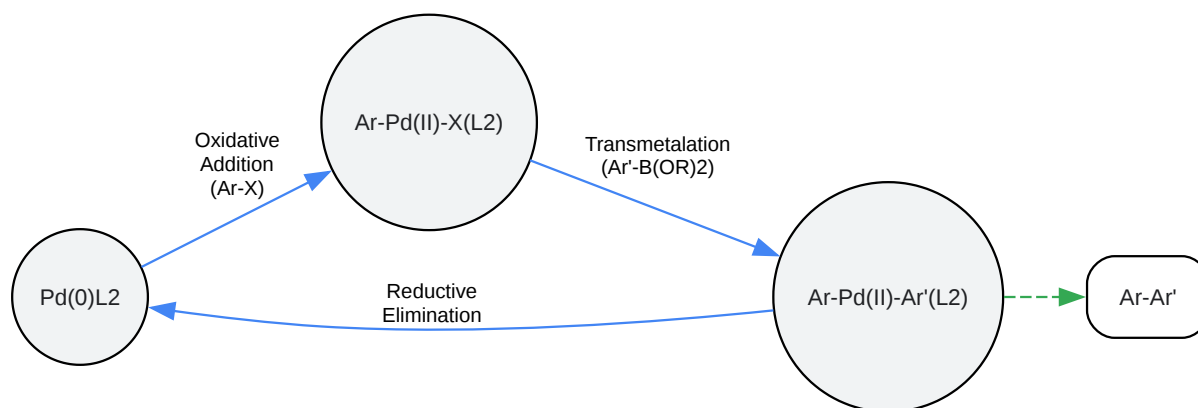 Ar-Pd(II)-X(L2)
Oxidative
Addition
(Ar-X)
Transmetalation
(Ar'-B(OR)2)
Pd(0)L2
Reductive
Elimination
Ar-Pd(II)-Ar'(L2)
Ar-Ar'